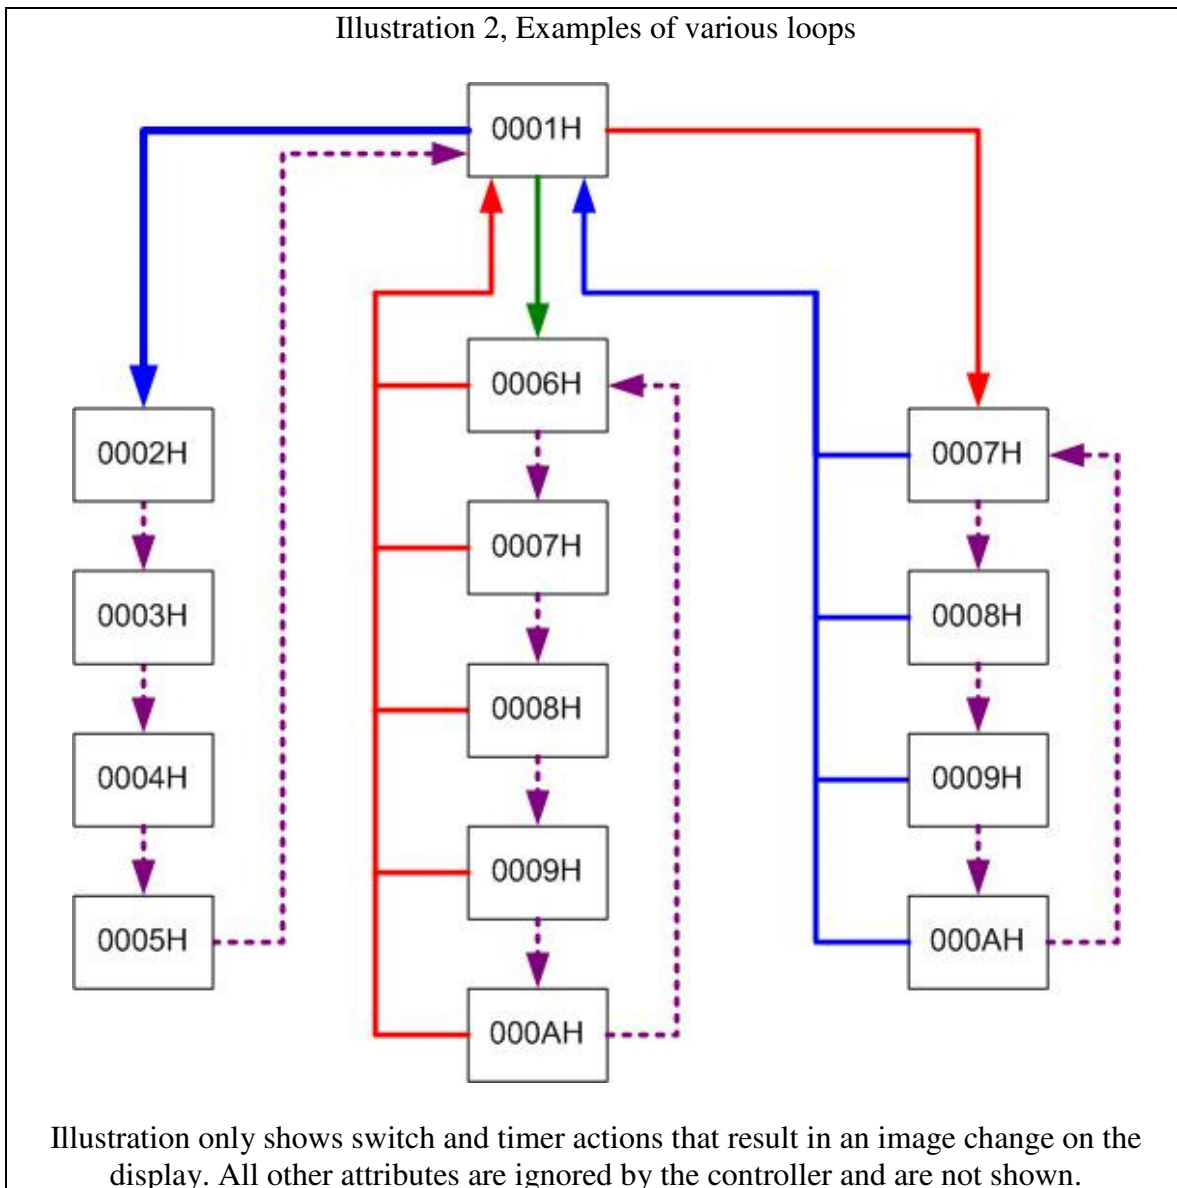 Illustration 2, Examples of various loops
0001H
0002H
0003H
0004H
0005H
0006H
0007H
0008H
0009H
000AH
0007H
0008H
0009H
000AH
Illustration only shows switch and timer actions that result in an image change on the
display. All other attributes are ignored by the controller and are not shown.